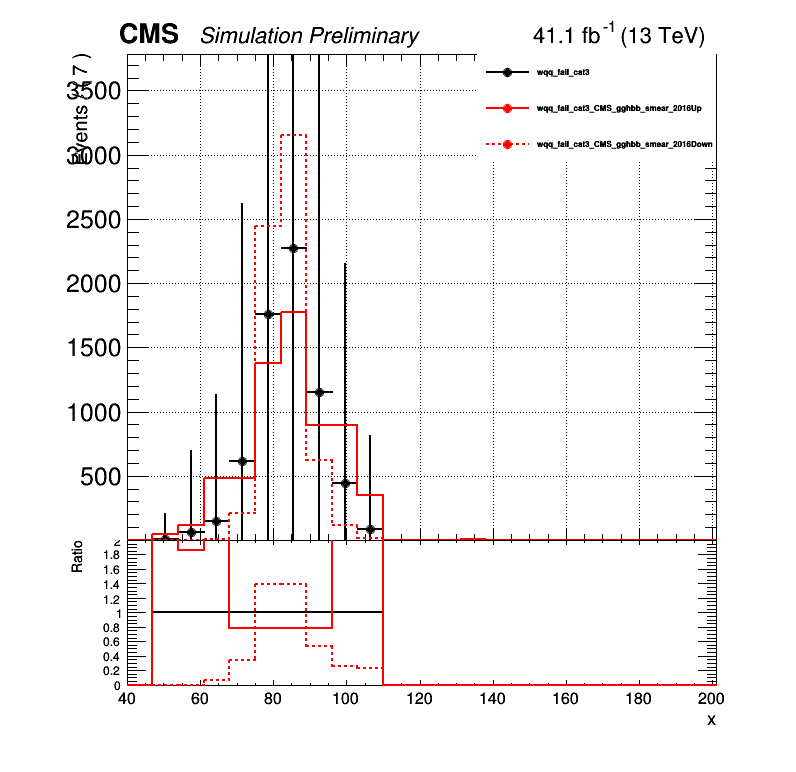 CMS Simulation Preliminary 41.1 fb⁻¹ (13 TeV)
Events / 7 )
wqq_fail_cat3
wqq_fail_cat3_CMS_gghbb_smear_2016Up
wqq_fail_cat3_CMS_gghbb_smear_2016Down
3500
3000
2500
2000
1500
1000
500
Ratio
2
1.8
1.6
1.4
1.2
1
0.8
0.6
0.4
0.2
0
40 60 80 100 120 140 160 180 200
x